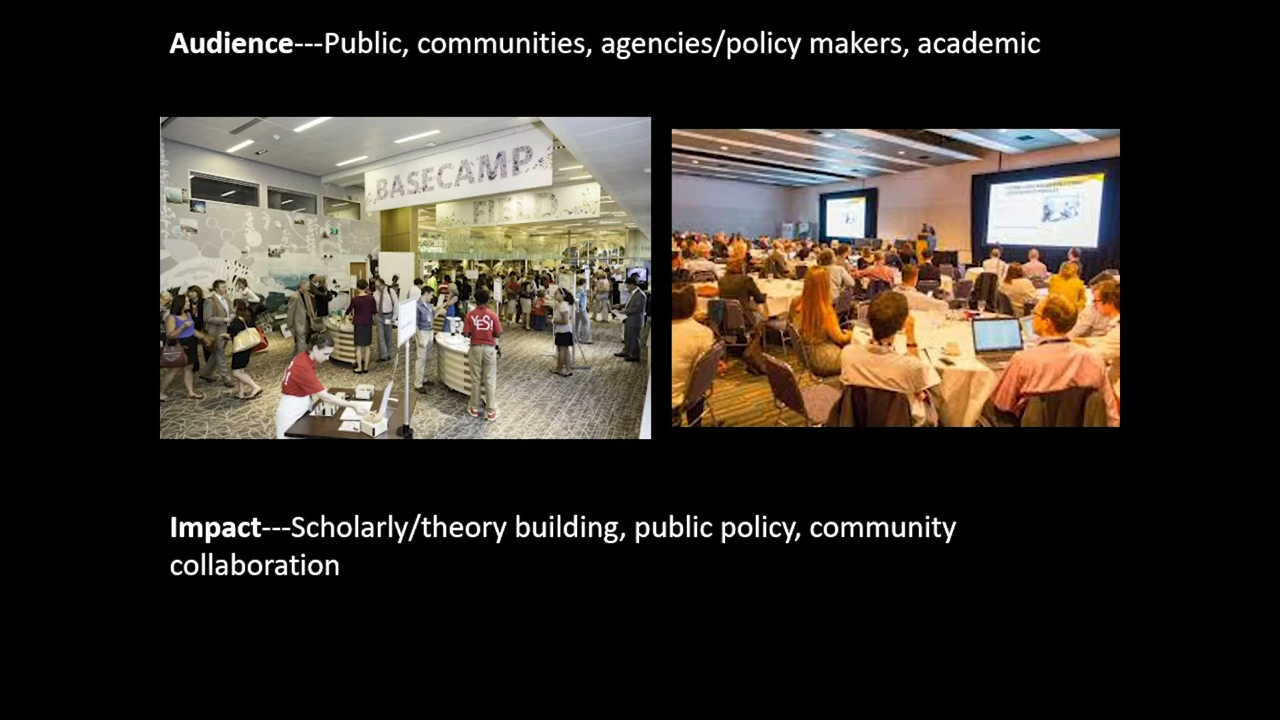 Audience---Public, communities, agencies/policy makers, academic
BASECAMP
FIELD
YES!
Impact---Scholarly/theory building, public policy, community
collaboration